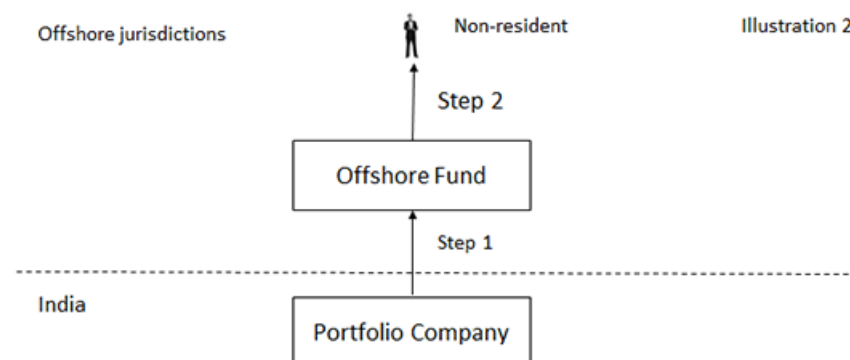 Offshore jurisdictions
Non-resident
Illustration 2
Step 2
Offshore Fund
Step 1
India
Portfolio Company